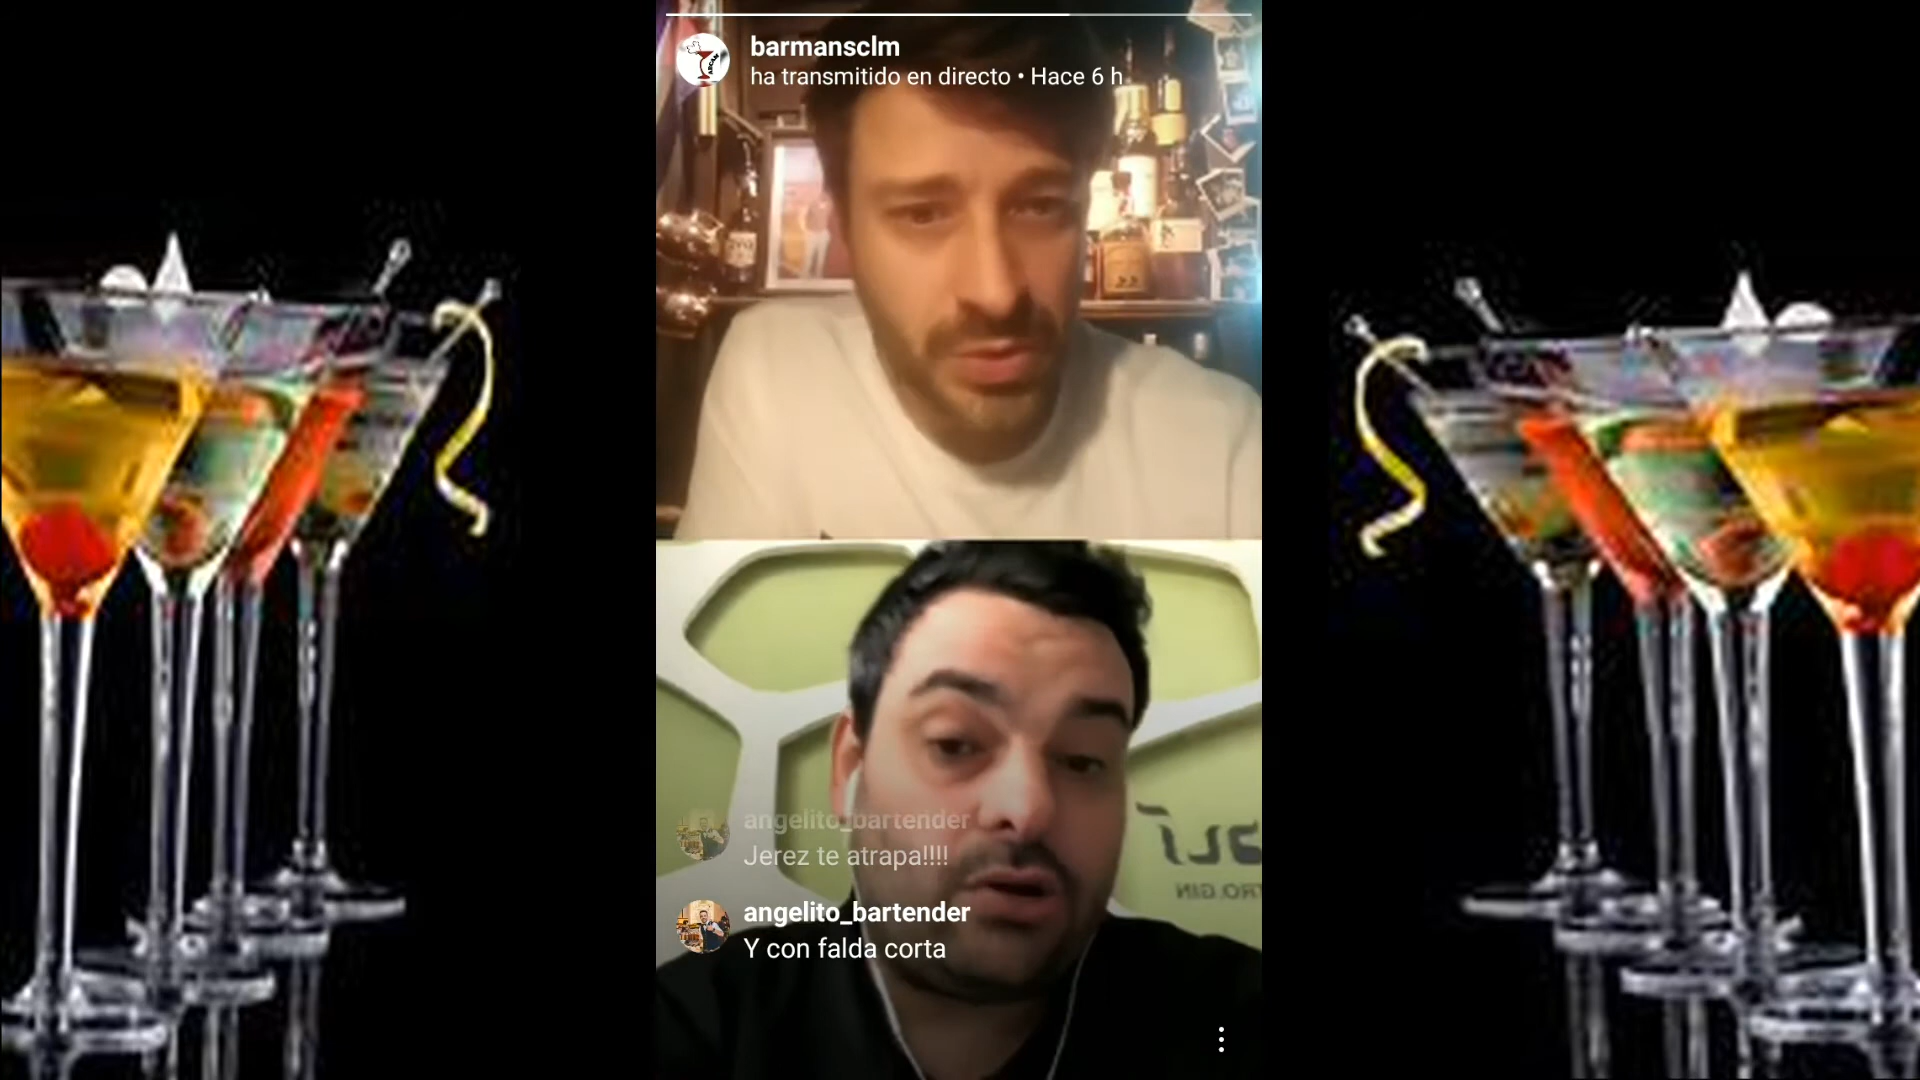 barmansclm
ha transmitido en directo • Hace 6 h
angelito_bartender
Jerez te atrapa!!!!
angelito_bartender
Y con falda corta